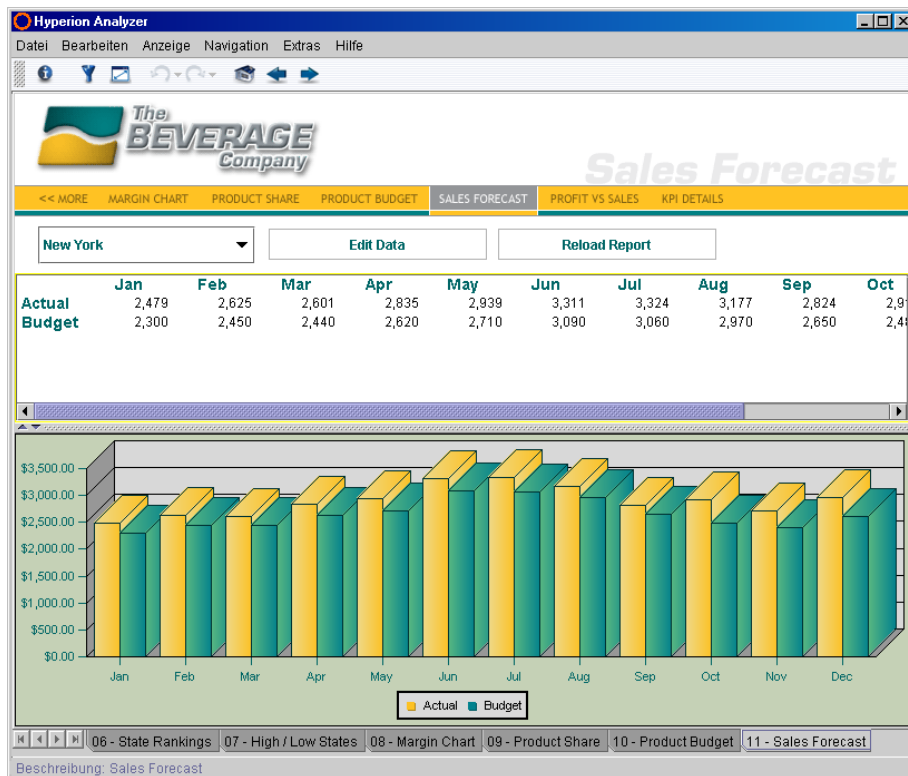 Hyperion Analyzer
Datei Bearbeiten Anzeige Navigation Extras Hilfe
The
BEVERAGE
Company
Sales Forecast
<< MORE MARGIN CHART PRODUCT SHARE PRODUCT BUDGET SALES FORECAST PROFIT VS SALES KPI DETAILS
New York Edit Data Reload Report
Jan Feb Mar Apr May Jun Jul Aug Sep Oct
Actual 2,479 2,625 2,601 2,835 2,939 3,311 3,324 3,177 2,824
Budget 2,300 2,450 2,440 2,620 2,710 3,090 3,060 2,970 2,650
$3,500.00
$3,000.00
$2,500.00
$2,000.00
$1,500.00
$1,000.00
$500.00
$0.00
Jan Feb Mar Apr May Jun Jul Aug Sep Oct Nov Dec
Actual Budget
06 - State Rankings 07 - High / Low States 08 - Margin Chart 09 - Product Share 10 - Product Budget 11 - Sales Forecast
Beschreibung: Sales Forecast